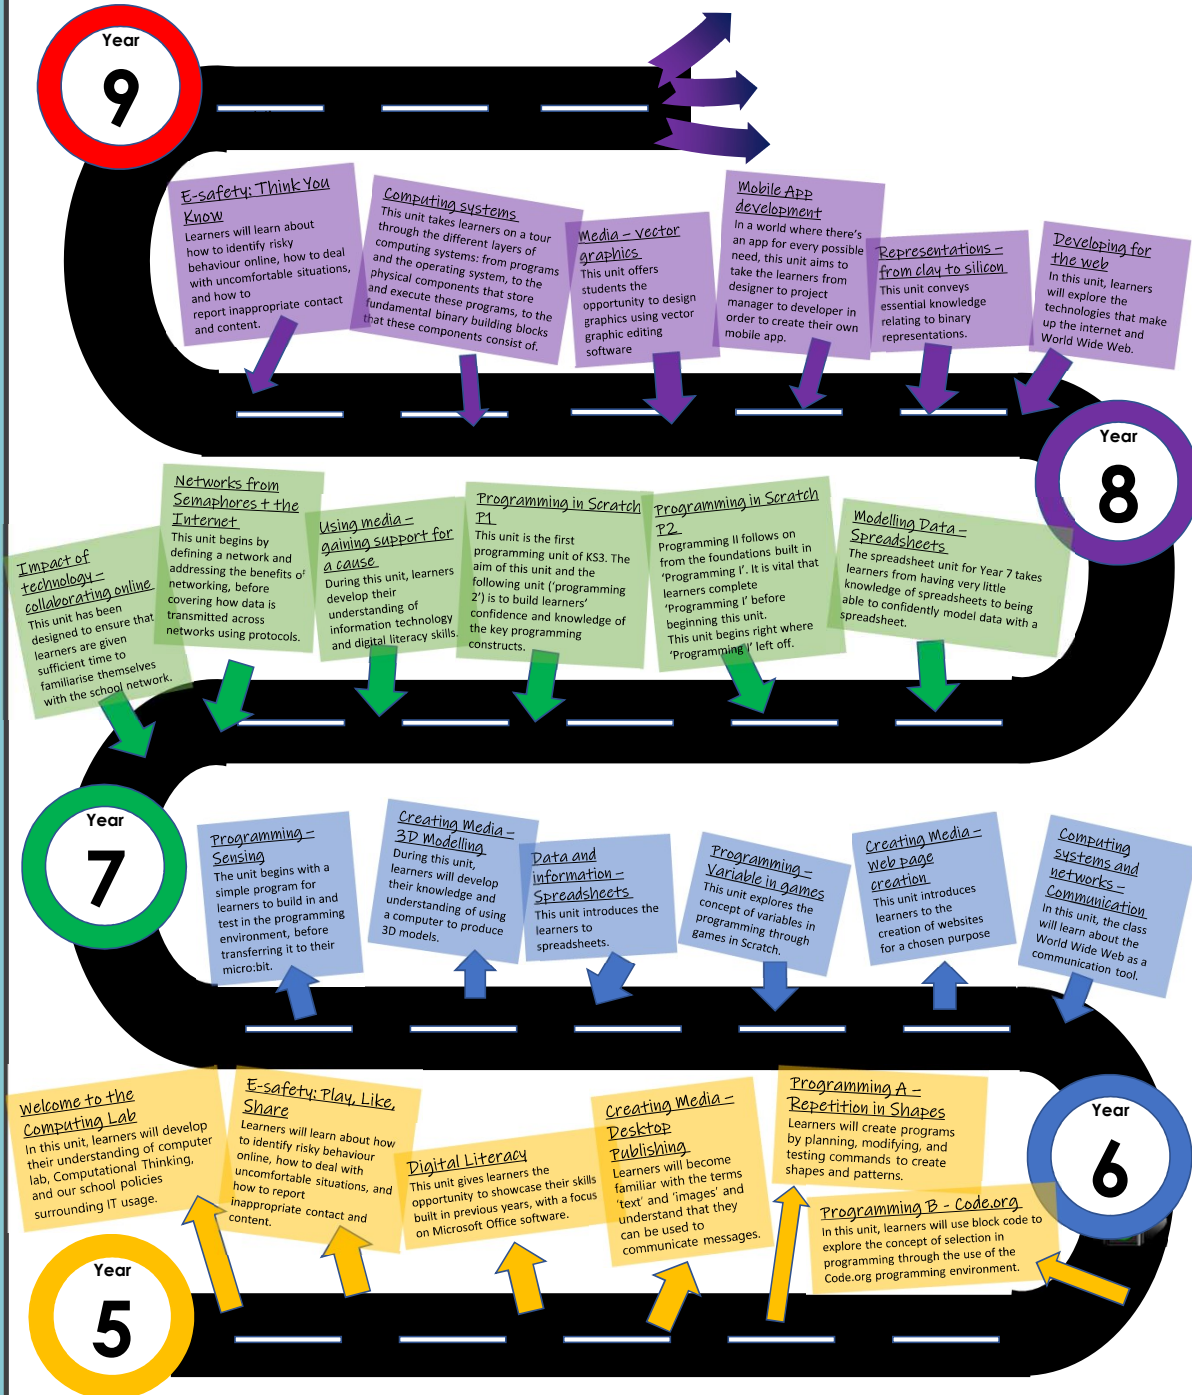 Year
9
E-safety: Think You
Know
Learners will learn about
how to identify risky
behaviour online, how to deal
with uncomfortable situations,
and how to
report inappropriate contact
and content.
Computing systems
This unit takes learners on a tour
through the different layers of
computing systems: from programs
and the operating system, to the
physical components that store
and execute these programs, to the
fundamental binary building blocks
that these components consist of.
Media – vector
graphics
This unit offers
students the
opportunity to design
graphics using vector
graphic editing
software
Mobile App
development
In a world where there's
an app for every possible
need, this unit aims to
take the learners from
designer to project
manager to developer in
order to create their own
mobile app.
Representations –
from clay to silicon
This unit conveys
essential knowledge
relating to binary
representations.
Developing for
the web
In this unit, learners
will explore the
technologies that make
up the internet and
World Wide Web.
Year
8
Impact of
technology –
collaborating online
This unit has been
designed to ensure that
learners are given
sufficient time to
familiarise themselves
with the school network.
Networks from
Semaphores + the
Internet
This unit begins by
defining a network and
addressing the benefits of
networking, before
covering how data is
transmitted across
networks using protocols.
Using media –
gaining support for
a cause
During this unit, learners
develop their
understanding of
information technology
and digital literacy skills.
Programming in Scratch
P1
This unit is the first
programming unit of KS3. The
aim of this unit and the
following unit ('programming
2') is to build learners'
confidence and knowledge of
the key programming
constructs.
Programming in Scratch
P2
Programming II follows on
from the foundations built in
'Programming I'. It is vital that
learners complete
'Programming I' before
beginning this unit.
This unit begins right where
'Programming I' left off.
Modelling Data –
Spreadsheets
The spreadsheet unit for Year 7 takes
learners from having very little
knowledge of spreadsheets to being
able to confidently model data with a
spreadsheet.
Year
7
Programming –
Sensing
The unit begins with a
simple program for
learners to build in and
test in the programming
environment, before
transferring it to their
micro:bit.
Creating Media –
3D Modelling
During this unit,
learners will develop
their knowledge and
understanding of using
a computer to produce
3D models.
Data and
information –
Spreadsheets
This unit introduces the
learners to
spreadsheets.
Programming –
Variable in games
This unit explores the
concept of variables in
programming through
games in Scratch.
Creating Media –
Web page
creation
This unit introduces
learners to the
creation of websites
for a chosen purpose
Computing
systems and
networks –
Communication
In this unit, the class
will learn about the
World Wide Web as a
communication tool.
Year
6
Welcome to the
Computing Lab
In this unit, learners will develop
their understanding of computer
lab, Computational Thinking,
and our school policies
surrounding IT usage.
E-safety: Play, Like,
Share
Learners will learn about how
to identify risky behaviour
online, how to deal with
uncomfortable situations, and
how to report
inappropriate contact and
content.
Digital Literacy
This unit gives learners the
opportunity to showcase their skills
built in previous years, with a focus
on Microsoft Office software.
Creating Media –
Desktop
Publishing
Learners will become
familiar with the terms
'text' and 'images' and
understand that they
can be used to
communicate messages.
Programming A –
Repetition in Shapes
Learners will create programs
by planning, modifying, and
testing commands to create
shapes and patterns.
Programming B - Code.org
In this unit, learners will use block code to
explore the concept of selection in
programming through the use of the
Code.org programming environment.
Year
5